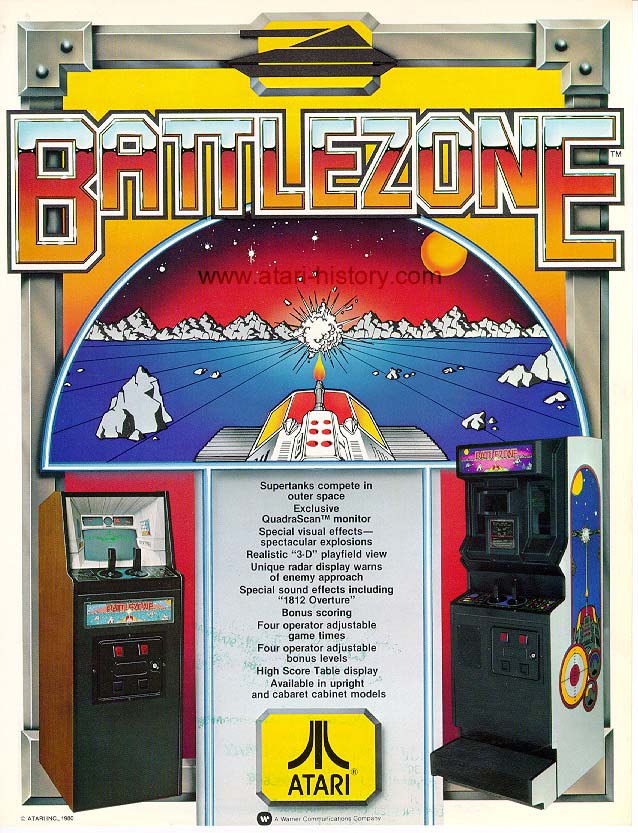 BATTLEZONE™
www.atari-history.com
BATTLEZONE
BATTLEZONE
Supertanks compete in
outer space
Exclusive
QuadraScan™ monitor
Special visual effects—
spectacular explosions
Realistic "3-D" playfield view
Unique radar display warns
of enemy approach
Special sound effects including
"1812 Overture"
Bonus scoring
Four operator adjustable
game times
Four operator adjustable
bonus levels
High Score Table display
Available in upright
and cabaret cabinet models
ATARI®
© ATARI INC., 1980
W A Warner Communications Company